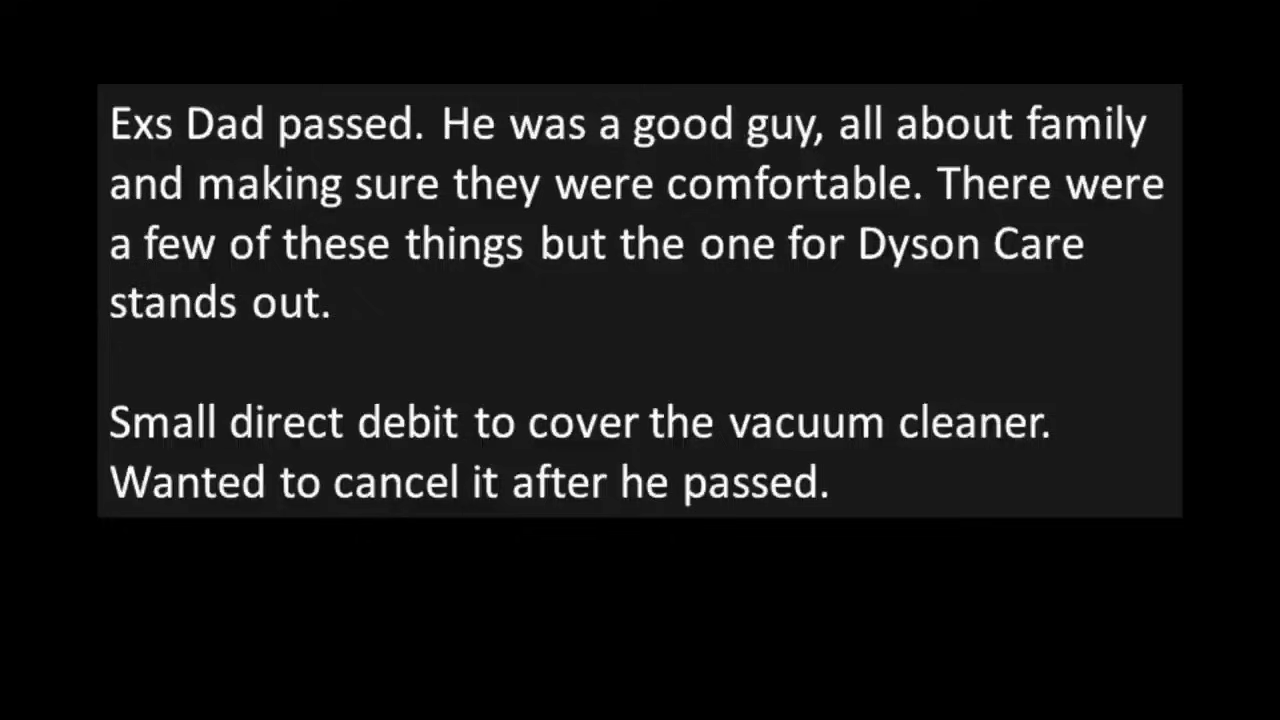 Exs Dad passed. He was a good guy, all about family
and making sure they were comfortable. There were
a few of these things but the one for Dyson Care
stands out.
Small direct debit to cover the vacuum cleaner.
Wanted to cancel it after he passed.